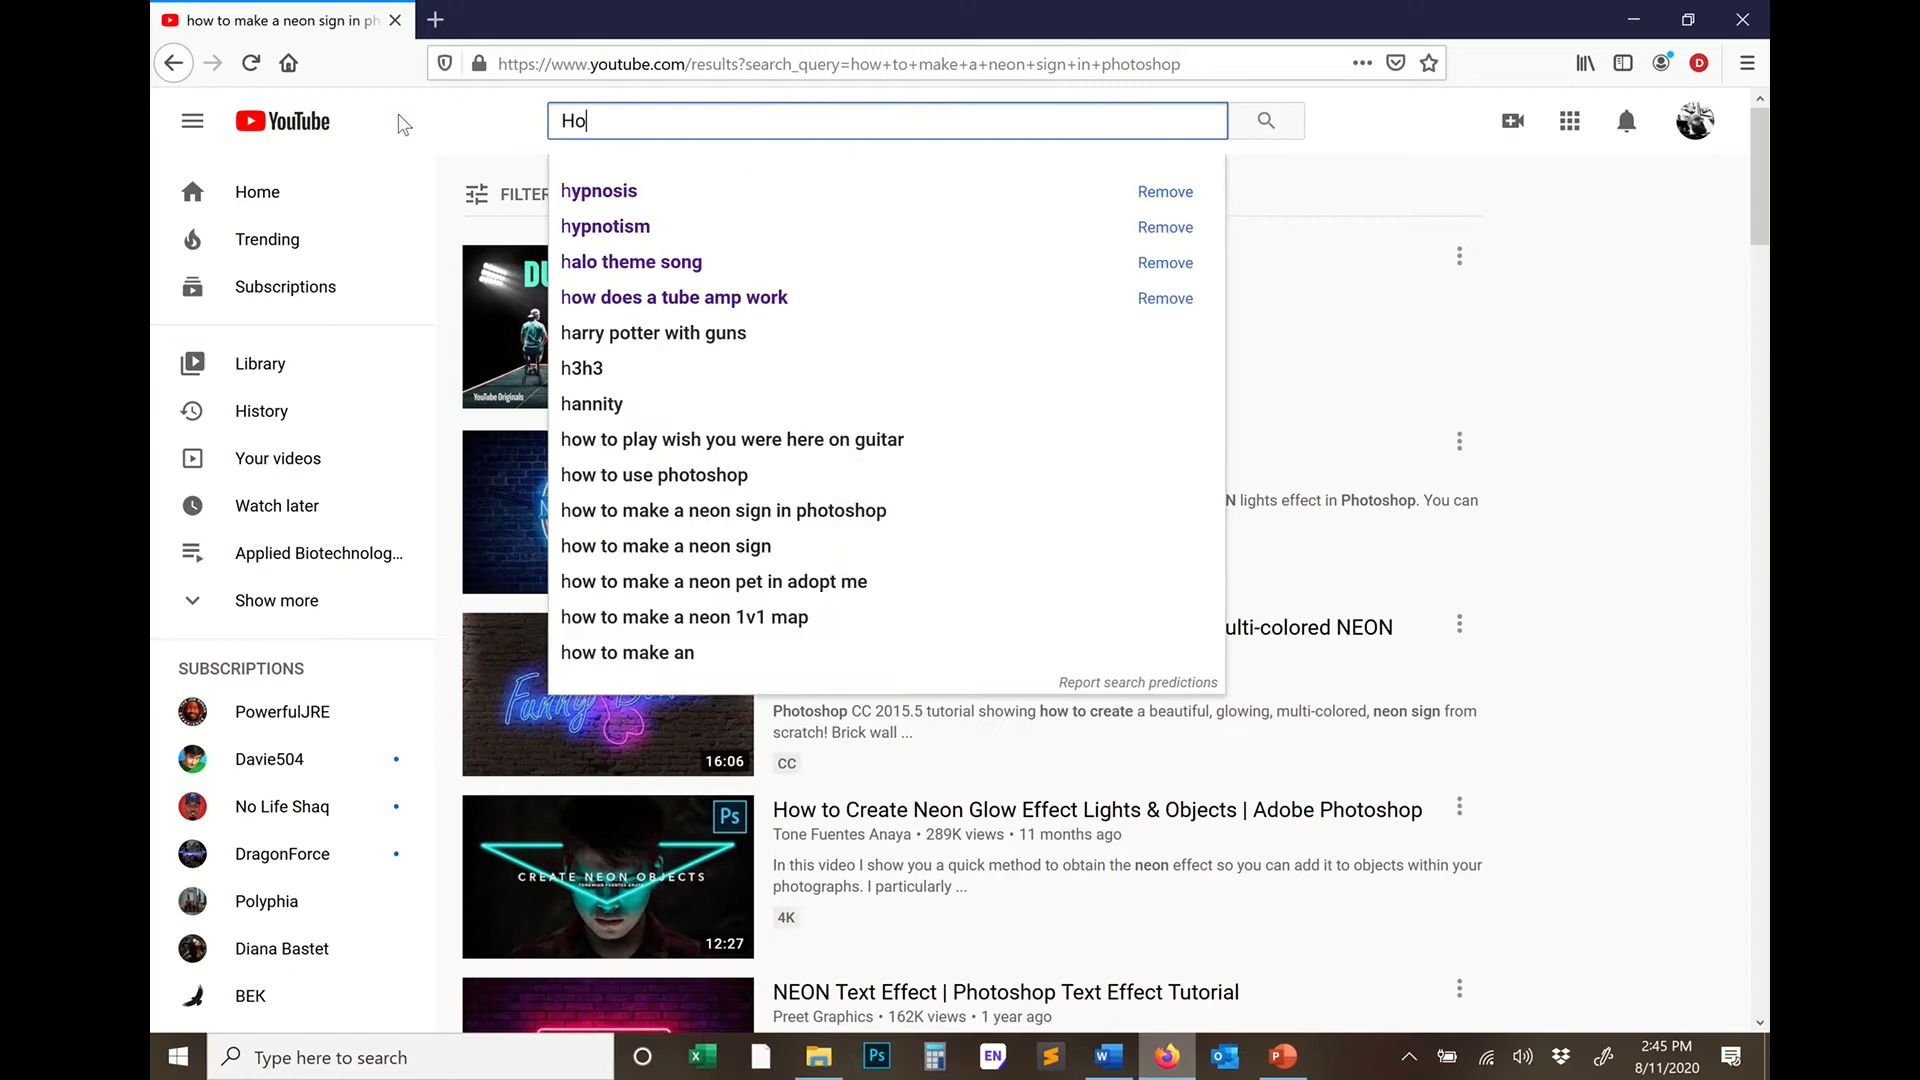 how to make a neon sign in ph
https://www.youtube.com/results?search_query=how+to+make+a+neon+sign+in+photoshop
D
YouTube
Ho
Home
Trending
Subscriptions
Library
History
Your videos
Watch later
Applied Biotechnolog...
Show more
SUBSCRIPTIONS
PowerfulJRE
Davie504
No Life Shaq
DragonForce
Polyphia
Diana Bastet
BEK
FILTER
hypnosis Remove
hypnotism Remove
halo theme song Remove
how does a tube amp work Remove
harry potter with guns
h3h3
hannity
how to play wish you were here on guitar
how to use photoshop
how to make a neon sign in photoshop
how to make a neon sign
how to make a neon pet in adopt me
how to make a neon 1v1 map
how to make an
Report search predictions
DU
YouTube Originals
N lights effect in Photoshop. You can
ulti-colored NEON
Funny
16:06
Photoshop CC 2015.5 tutorial showing how to create a beautiful, glowing, multi-colored, neon sign from
scratch! Brick wall ...
CC
Ps
CREATE NEON OBJECTS
12:27
How to Create Neon Glow Effect Lights & Objects | Adobe Photoshop
Tone Fuentes Anaya • 289K views • 11 months ago
In this video I show you a quick method to obtain the neon effect so you can add it to objects within your
photographs. I particularly ...
4K
NEON Text Effect | Photoshop Text Effect Tutorial
Preet Graphics • 162K views • 1 year ago
Type here to search
Ps
EN
2:45 PM
8/11/2020